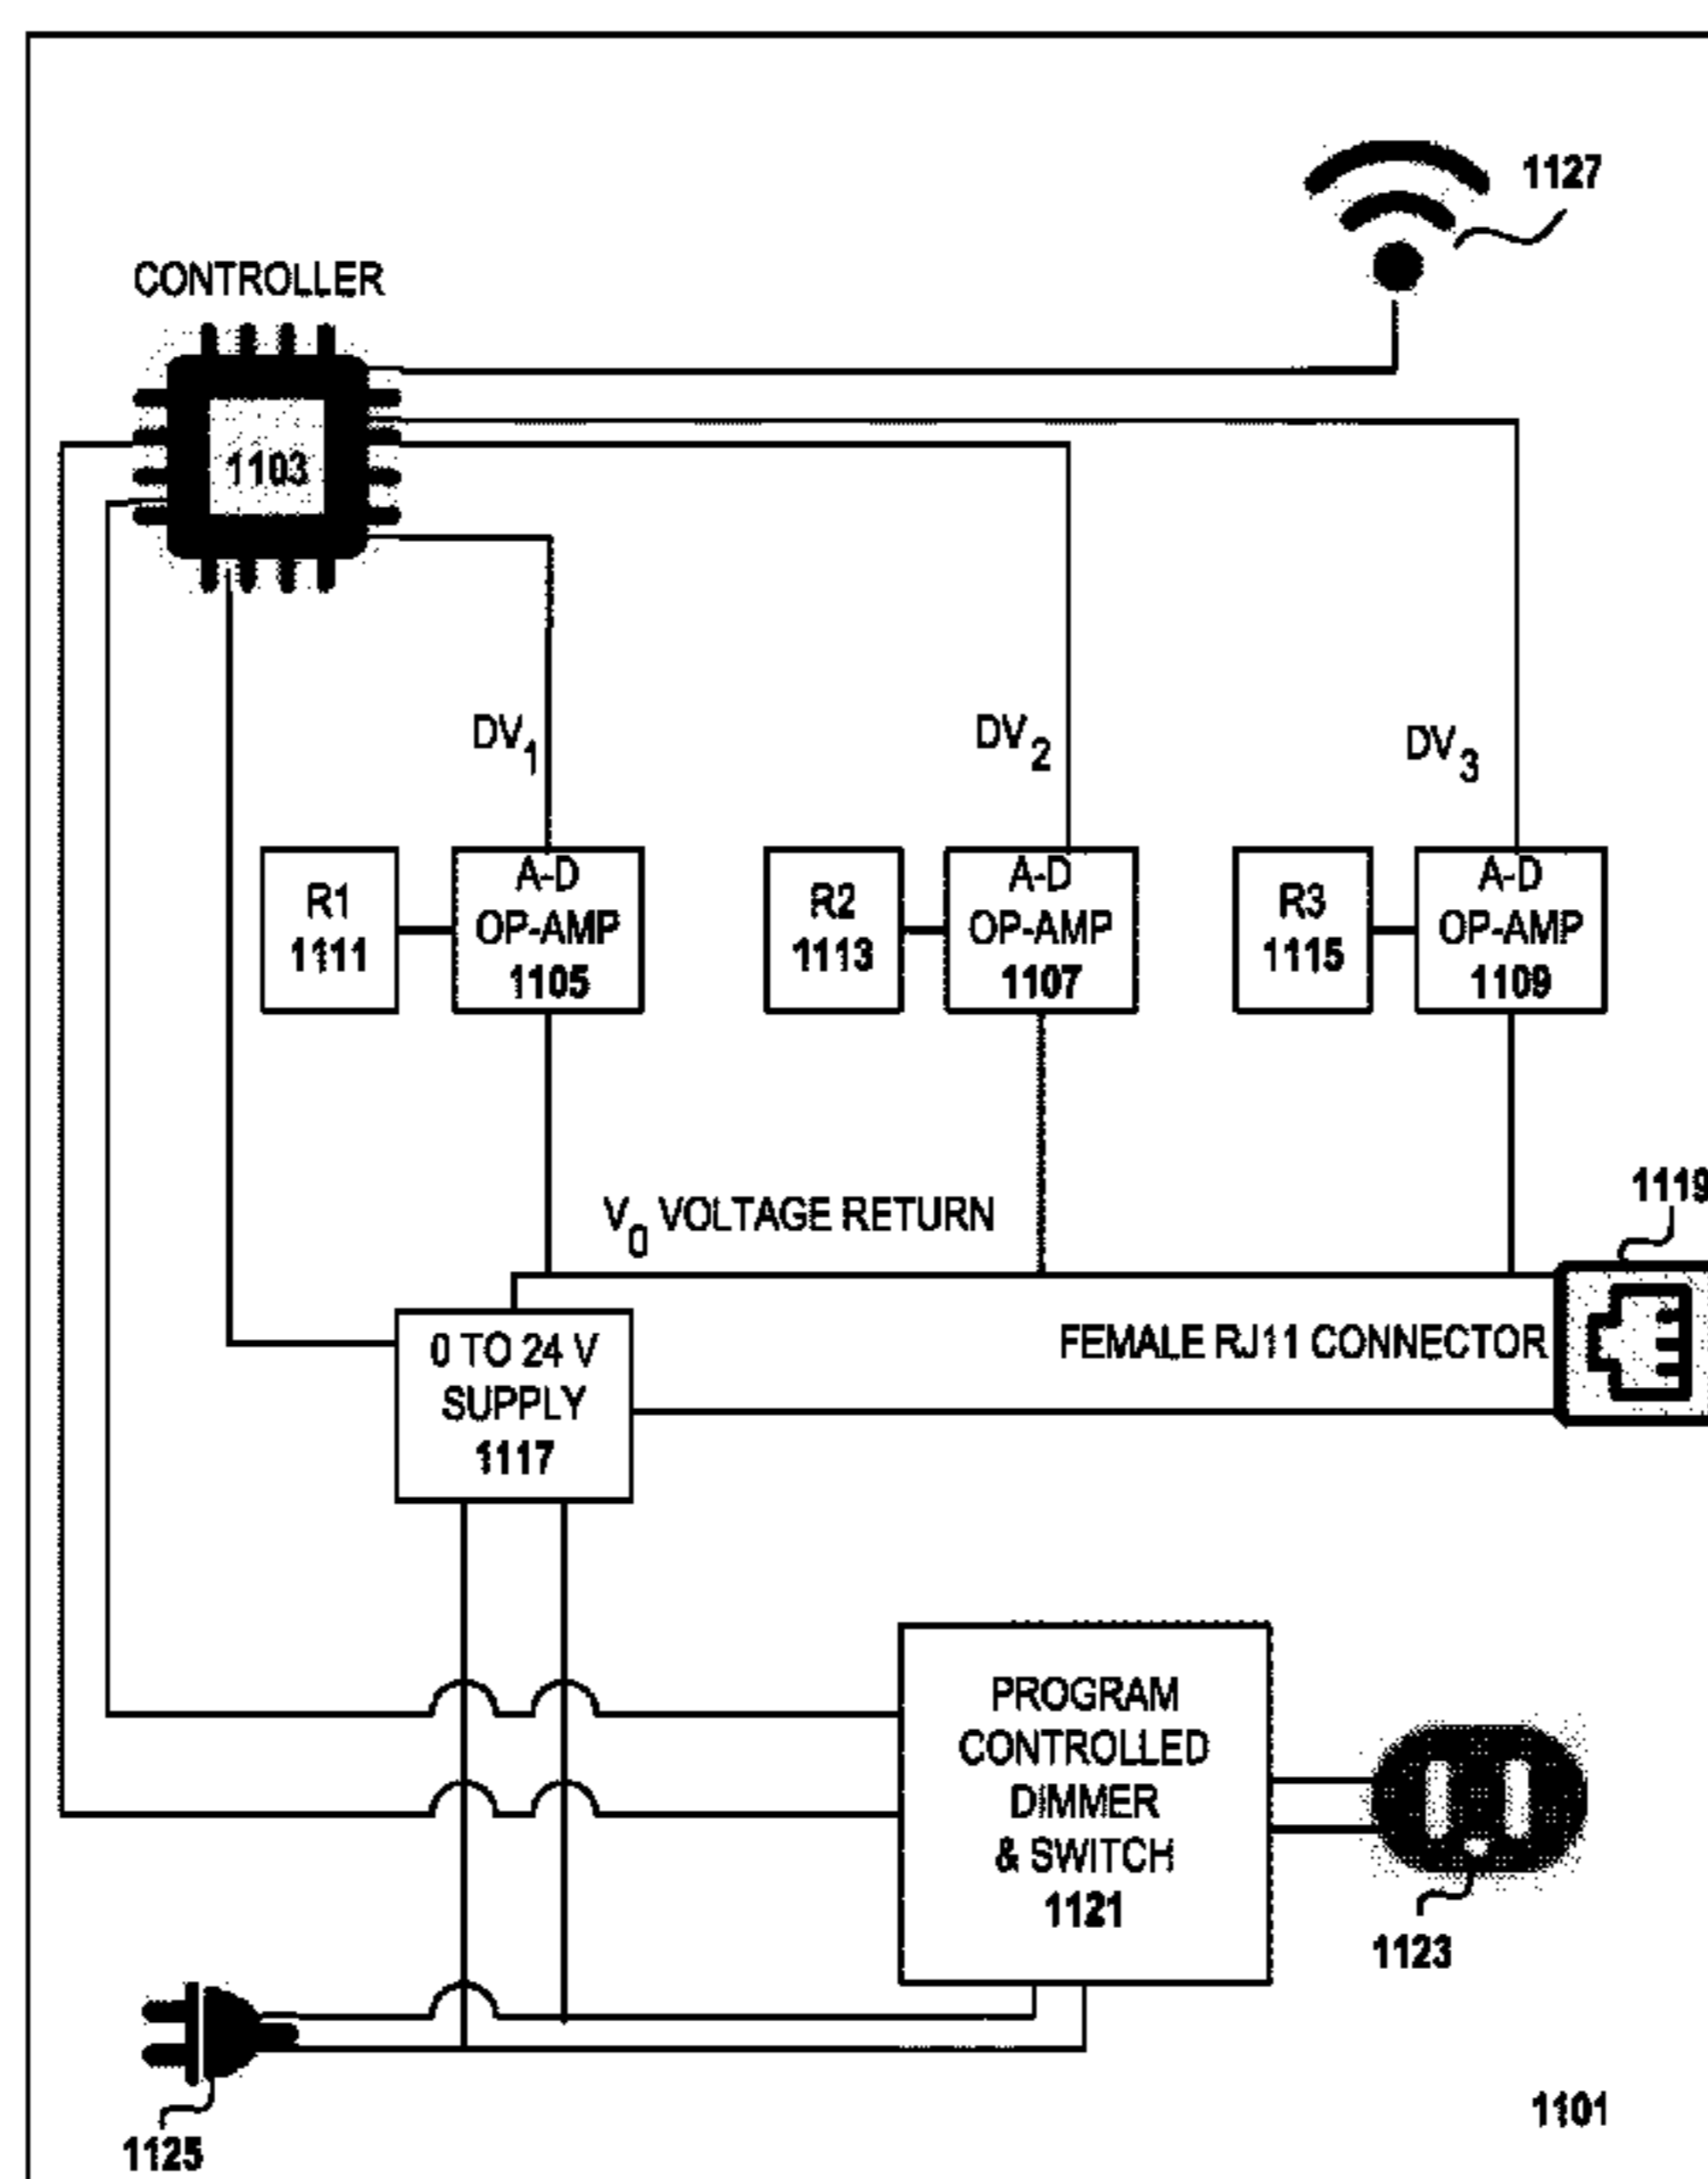 1127
CONTROLLER
1103
DV1
DV2
DV3
R1
1111
A-D
OP-AMP
1105
R2
1113
A-D
OP-AMP
1107
R3
1115
A-D
OP-AMP
1109
1119
V0 VOLTAGE RETURN
FEMALE RJ11 CONNECTOR
0 TO 24 V
SUPPLY
1117
PROGRAM
CONTROLLED
DIMMER
& SWITCH
1121
1123
1125
1101